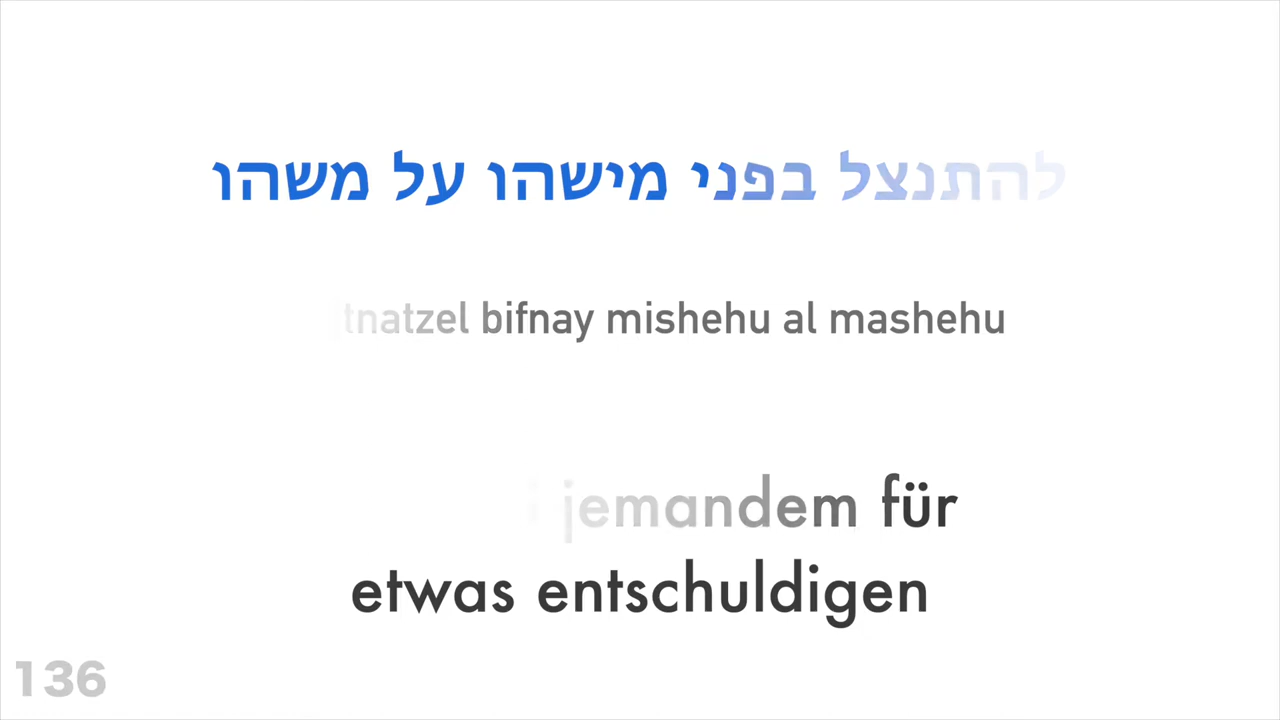 להתנצל בפני מישהו על משהו
tnatzel bifnay mishehu al mashehu
i jemandem für
etwas entschuldigen
136